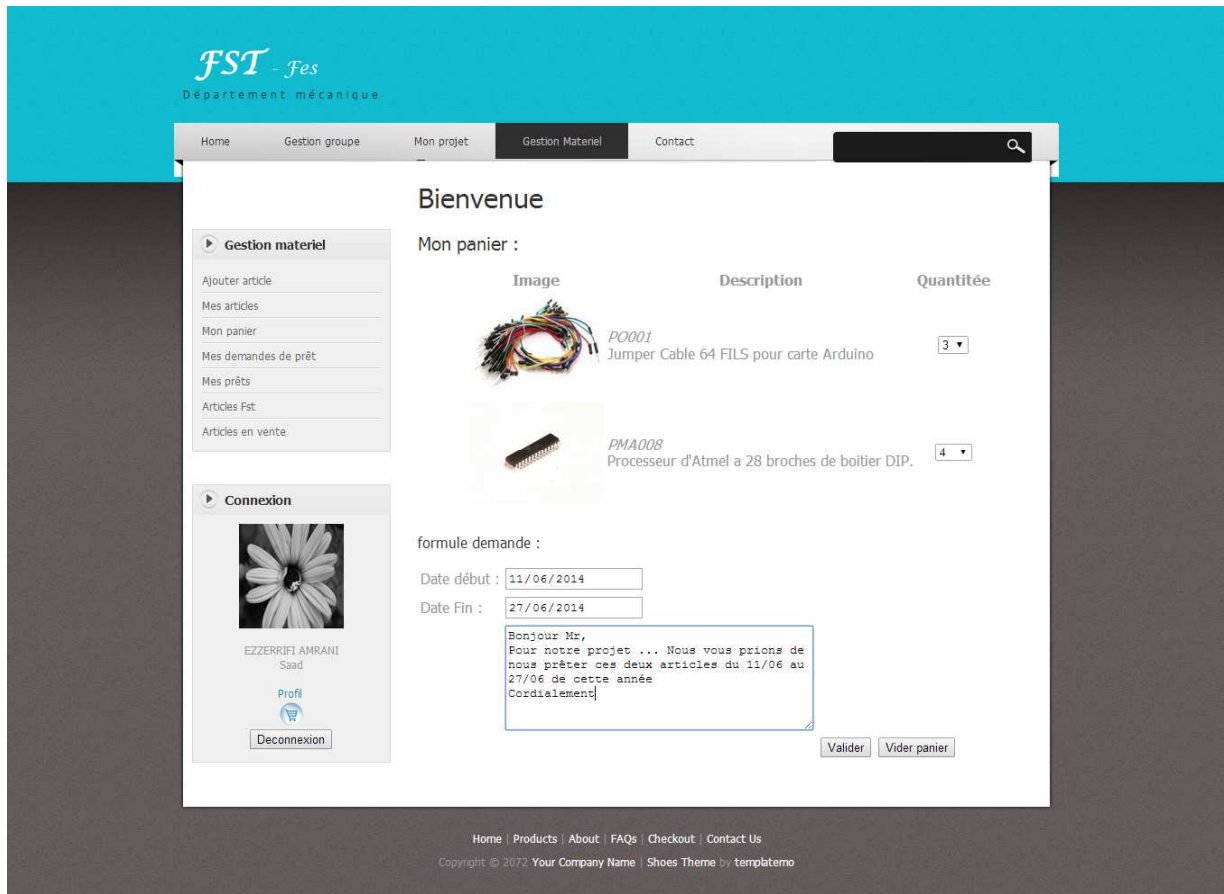 FST - Fes
Département mécanique
Home Gestion groupe Mon projet Gestion Materiel Contact
Bienvenue
Gestion materiel
Ajouter article
Mes articles
Mon panier
Mes demandes de prêt
Mes prêts
Articles Fst
Articles en vente
Connexion
EZZERRIFI AMRANI
Saad
Profil
Deconnexion
Mon panier :
Image Description Quantitée
PO001
Jumper Cable 64 FILS pour carte Arduino
3
PMA008
Processeur d'Atmel a 28 broches de boitier DIP.
4
formule demande :
Date début : 11/06/2014
Date Fin : 27/06/2014
Bonjour Mr,
Pour notre projet ... Nous vous prions de
nous prêter ces deux articles du 11/06 au
27/06 de cette année
Cordialement
Valider Vider panier
Home | Products | About | FAQs | Checkout | Contact Us
Copyright © 2072 Your Company Name | Shoes Theme by templatemo